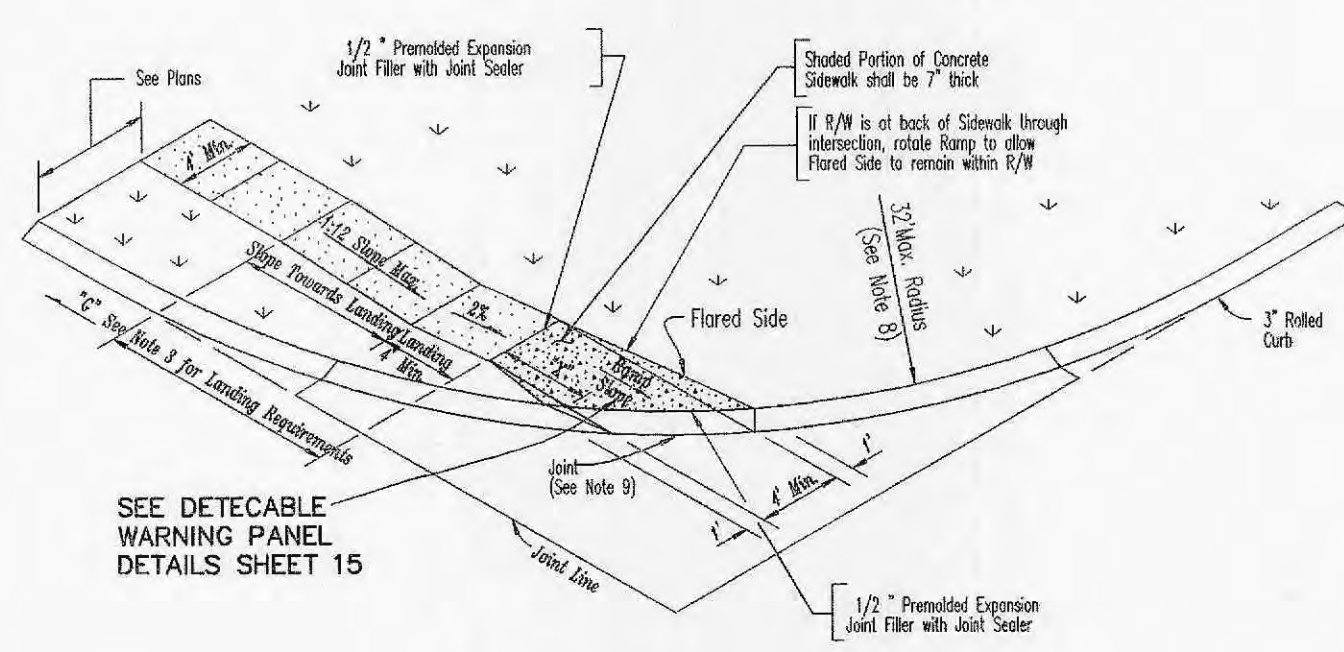 1/2 " Premolded Expansion
Joint Filler with Joint Sealer
Shaded Portion of Concrete
Sidewalk shall be 7" thick
See Plans
If R/W is at back of Sidewalk through
intersection, rotate Ramp to allow
Flared Side to remain within R/W
4' Min.
32' Max. Radius
(See Note 8)
1:12 Slope Max.
Slope Towards Landing
Landing
4' Min.
2%
Flared Side
3" Rolled
Curb
Ramp
Slope
"X"
"G" See Note 3 for Landing Requirements
Joint
(See Note 9)
1'
4' Min.
1'
SEE DETECABLE
WARNING PANEL
DETAILS SHEET 15
Joint Line
1/2 " Premolded Expansion
Joint Filler with Joint Sealer